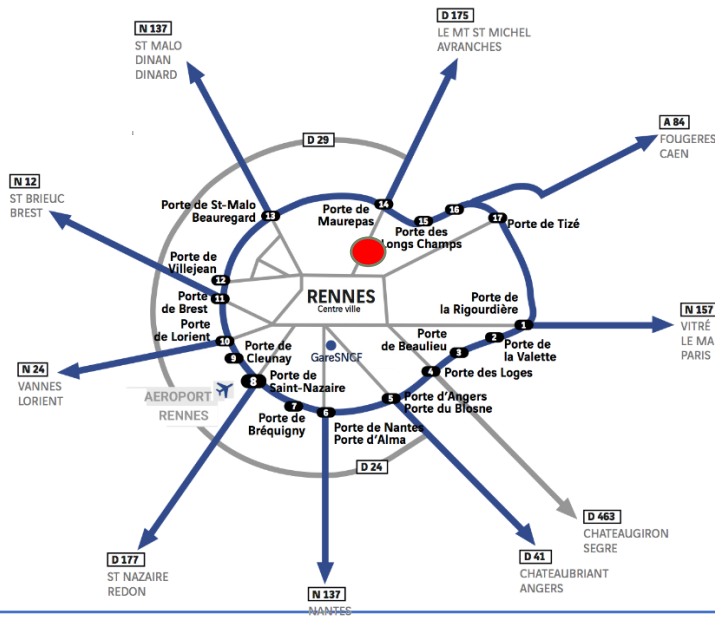 D 175
LE MT ST MICHEL
AVRANCHES
N 137
ST MALO
DINAN
DINARD
A 84
FOUGERES
CAEN
D 29
N 12
ST BRIEUC
BREST
Porte de St-Malo
Beauregard
13
Porte de
Maurepas
14
15
Porte des
Longs Champs
16
17
Porte de Tizé
Porte de
Villejean
12
Porte
de Brest
11
Porte
de Lorient
10
RENNES
Centre ville
Porte de
la Rigourdière
1
N 157
VITRÉ
LE MA
PARIS
Porte
de Beaulieu
3
2
Porte de
la Valette
N 24
VANNES
LORIENT
9
Porte de
Cleunay
GareSNCF
4
Porte des Loges
8
Porte de
Saint-Nazaire
AEROPORT
RENNES
7
Porte de
Bréquigny
6
Porte de Nantes
Porte d'Alma
5
Porte d'Angers
Porte du Blosne
D 24
D 463
CHATEAUGIRON
SEGRE
D 41
CHATEAUBRIANT
ANGERS
D 177
ST NAZAIRE
REDON
N 137
NANTES